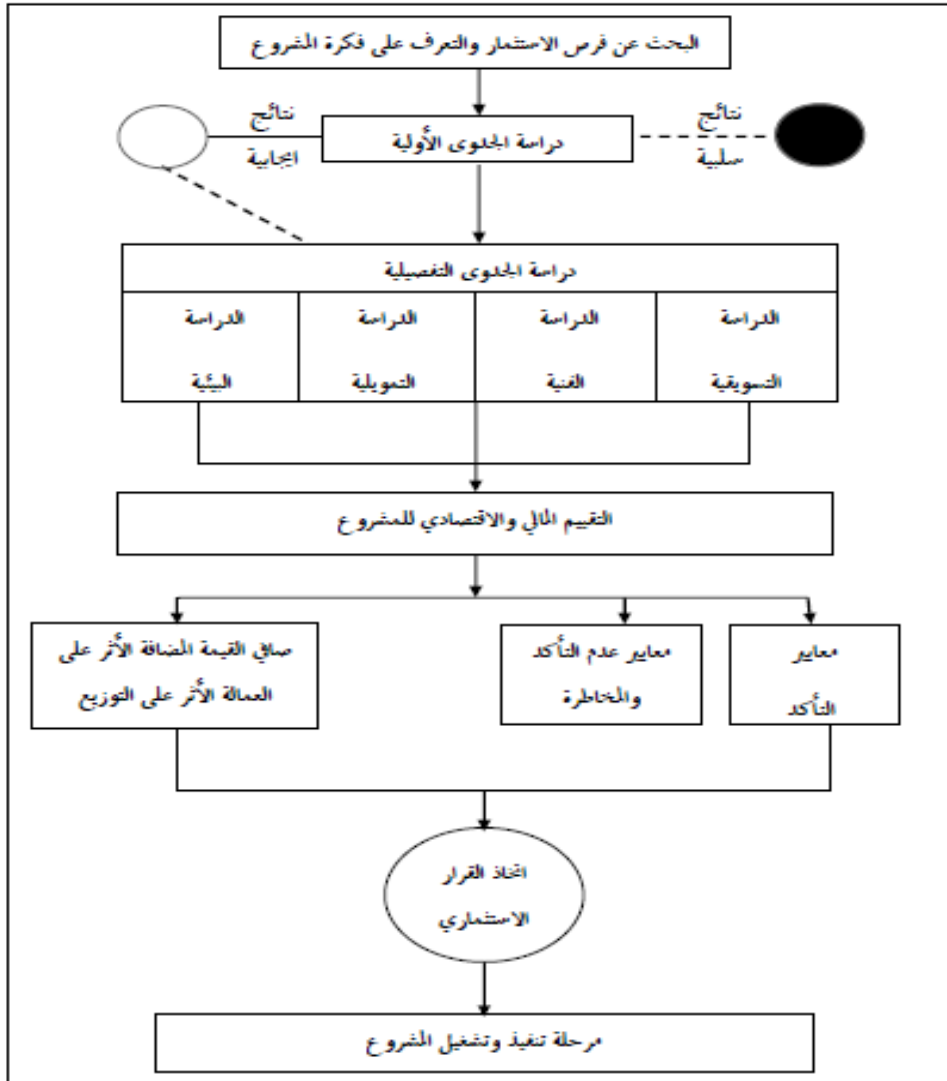 البحث عن فرص الاستثمار والتعرف على فكرة المشروع
نتائج
سلبية
دراسة الجدوى الأولية
نتائج
ايجابية
دراسة الجدوى التفصيلية
الدراسة
التسويقية
الدراسة
الفنية
الدراسة
التمويلية
الدراسة
البيئية
التقييم المالي والاقتصادي للمشروع
معايير
التأكد
معايير عدم التأكد
والمخاطرة
صافي القيمة المضافة الأثر على
العمالة الأثر على التوزيع
اتخاذ القرار
الاستثماري
مرحلة تنفيذ وتشغيل المشروع